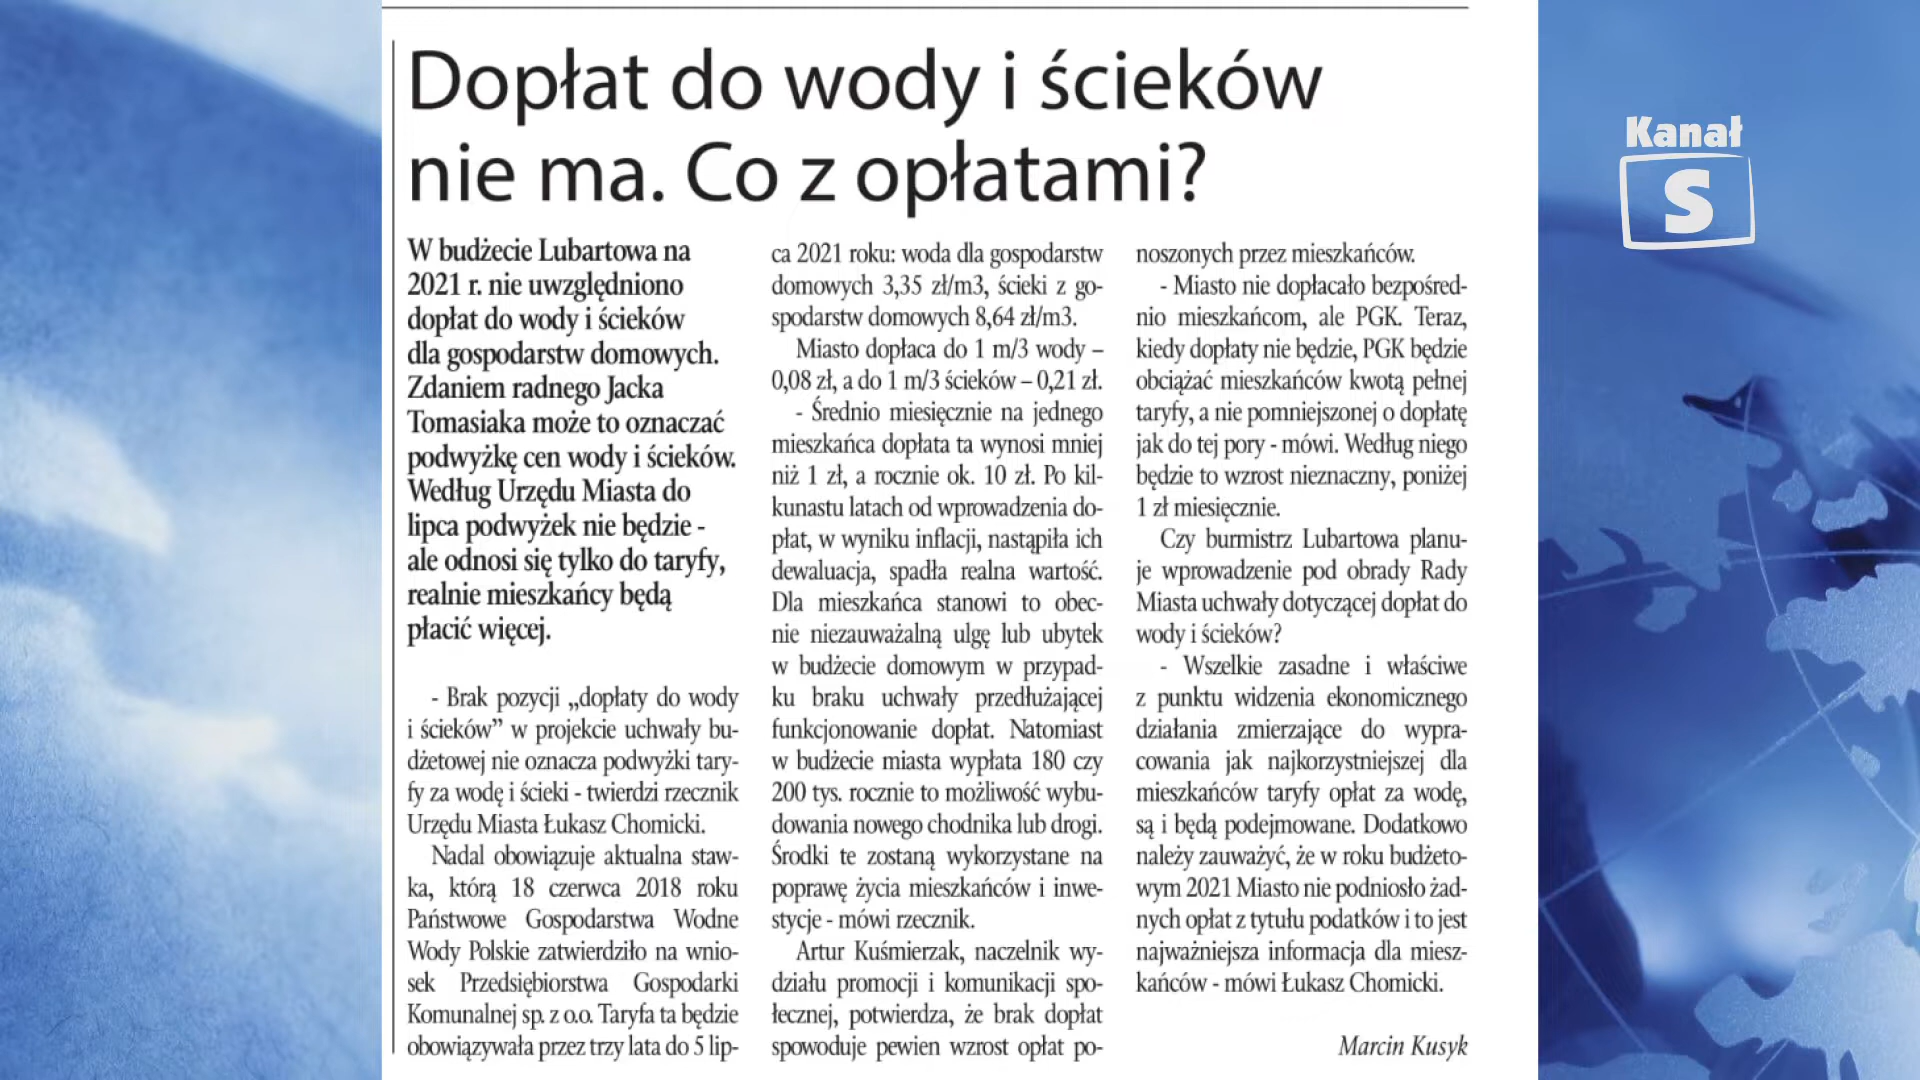 Dopłat do wody i ścieków
nie ma. Co z opłatami?
W budżecie Lubartowa na
2021 r. nie uwzględniono
dopłat do wody i ścieków
dla gospodarstw domowych.
Zdaniem radnego Jacka
Tomasiaka może to oznaczać
podwyżkę cen wody i ścieków.
Według Urzędu Miasta do
lipca podwyżek nie będzie -
ale odnosi się tylko do taryfy,
realnie mieszkańcy będą
płacić więcej.
- Brak pozycji „dopłaty do wody
i ścieków” w projekcie uchwały bu-
dżetowej nie oznacza podwyżki tary-
fy za wodę i ścieki - twierdzi rzecznik
Urzędu Miasta Łukasz Chomicki.
Nadal obowiązuje aktualna staw-
ka, którą 18 czerwca 2018 roku
Państwowe Gospodarstwa Wodne
Wody Polskie zatwierdziło na wnio-
sek Przedsiębiorstwa Gospodarki
Komunalnej sp. z o.o. Taryfa ta będzie
obowiązywała przez trzy lata do 5 lip-
ca 2021 roku: woda dla gospodarstw
domowych 3,35 zł/m3, ścieki z go-
spodarstw domowych 8,64 zł/m3.
Miasto dopłaca do 1 m/3 wody –
0,08 zł, a do 1 m/3 ścieków – 0,21 zł.
- Średnio miesięcznie na jednego
mieszkańca dopłata ta wynosi mniej
niż 1 zł, a rocznie ok. 10 zł. Po kil-
kunastu latach od wprowadzenia do-
płat, w wyniku inflacji, nastąpiła ich
dewaluacja, spadła realna wartość.
Dla mieszkańca stanowi to obec-
nie niezauważalną ulgę lub ubytek
w budżecie domowym w przypad-
ku braku uchwały przedłużającej
funkcjonowanie dopłat. Natomiast
w budżecie miasta wypłata 180 czy
200 tys. rocznie to możliwość wybu-
dowania nowego chodnika lub drogi.
Środki te zostaną wykorzystane na
poprawę życia mieszkańców i inwe-
stycje - mówi rzecznik.
Artur Kuśmierzak, naczelnik wy-
działu promocji i komunikacji spo-
łecznej, potwierdza, że brak dopłat
spowoduje pewien wzrost opłat po-
noszonych przez mieszkańców.
- Miasto nie dopłacało bezpośred-
nio mieszkańcom, ale PGK. Teraz,
kiedy dopłaty nie będzie, PGK będzie
obciążać mieszkańców kwotą pełnej
taryfy, a nie pomniejszonej o dopłatę
jak do tej pory - mówi. Według niego
będzie to wzrost nieznaczny, poniżej
1 zł miesięcznie.
Czy burmistrz Lubartowa planu-
je wprowadzenie pod obrady Rady
Miasta uchwały dotyczącej dopłat do
wody i ścieków?
- Wszelkie zasadne i właściwe
z punktu widzenia ekonomicznego
działania zmierzające do wypra-
cowania jak najkorzystniejszej dla
mieszkańców taryfy opłat za wodę,
są i będą podejmowane. Dodatkowo
należy zauważyć, że w roku budżeto-
wym 2021 Miasto nie podniosło żad-
nych opłat z tytułu podatków i to jest
najważniejsza informacja dla miesz-
kańców - mówi Łukasz Chomicki.
Marcin Kusyk
Kanał
S